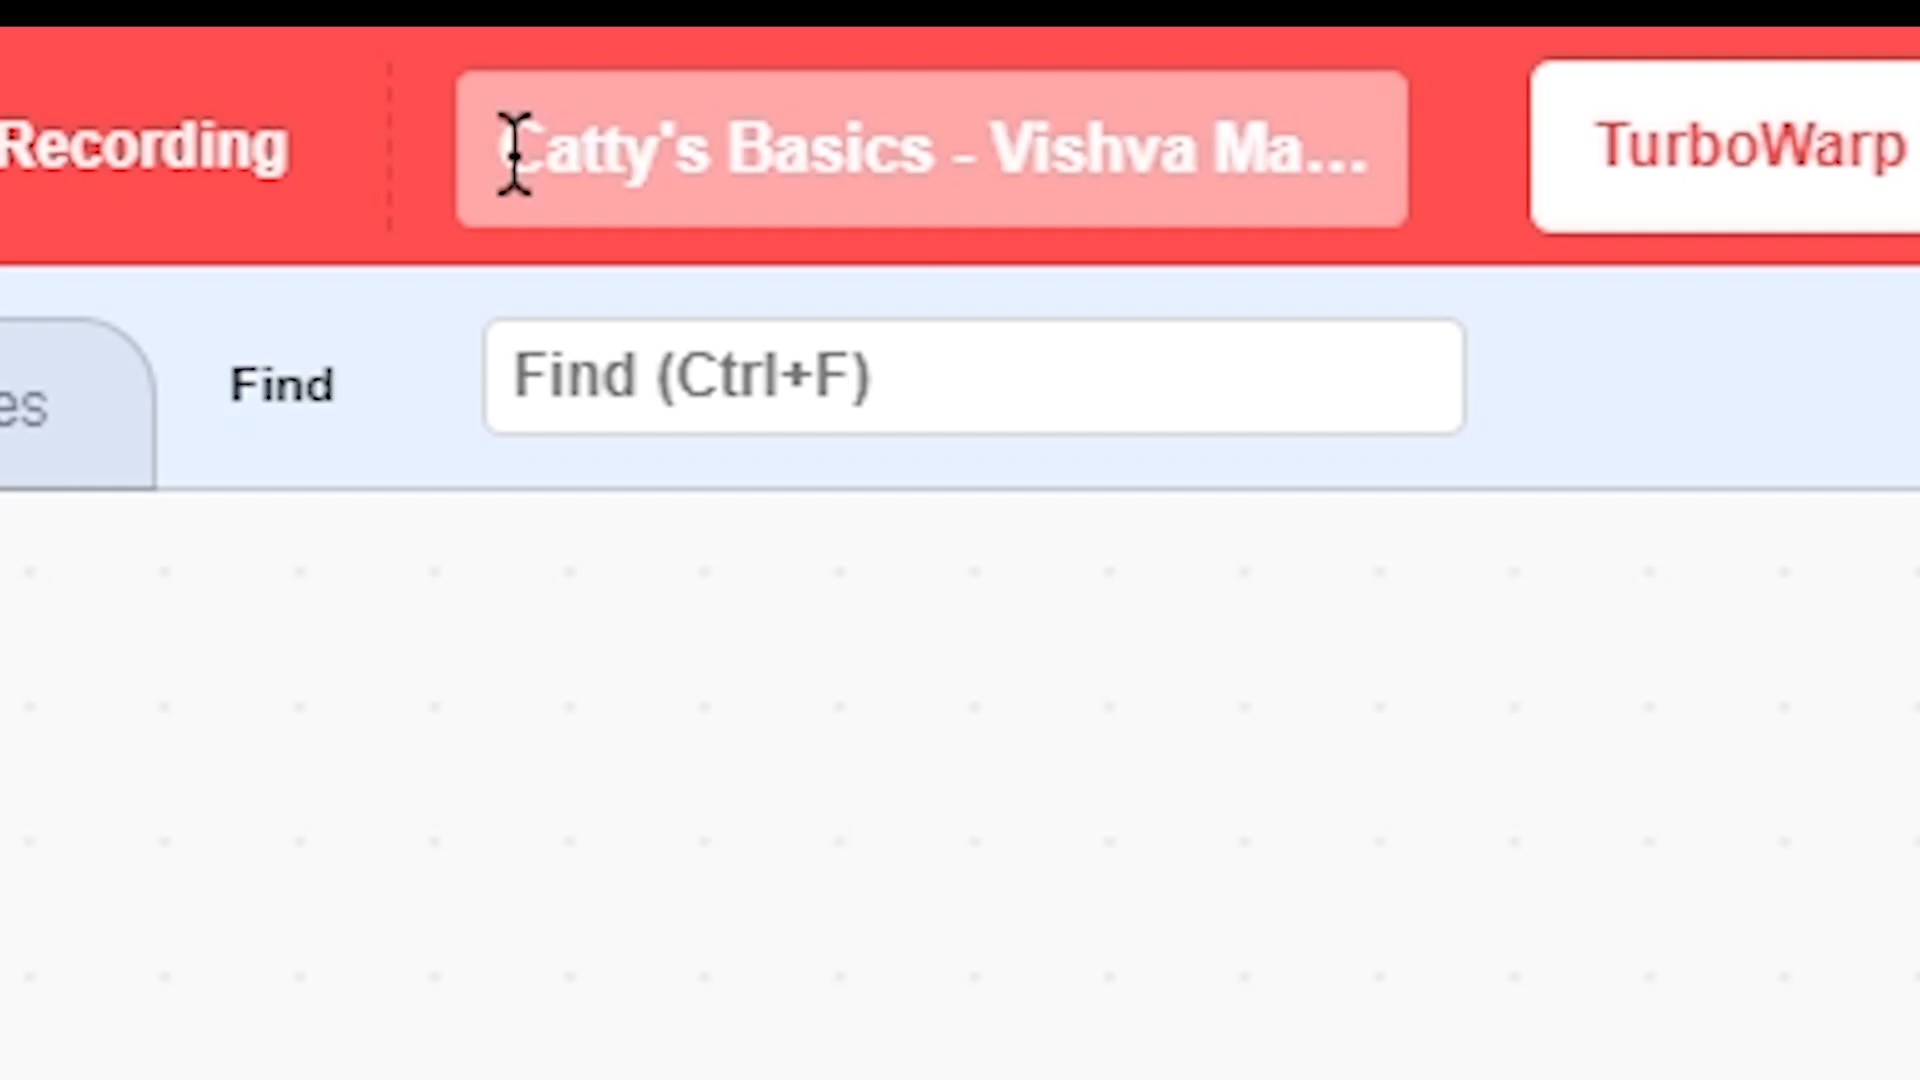 Recording
Catty's Basics - Vishva Ma...
TurboWarp
es
Find
Find (Ctrl+F)